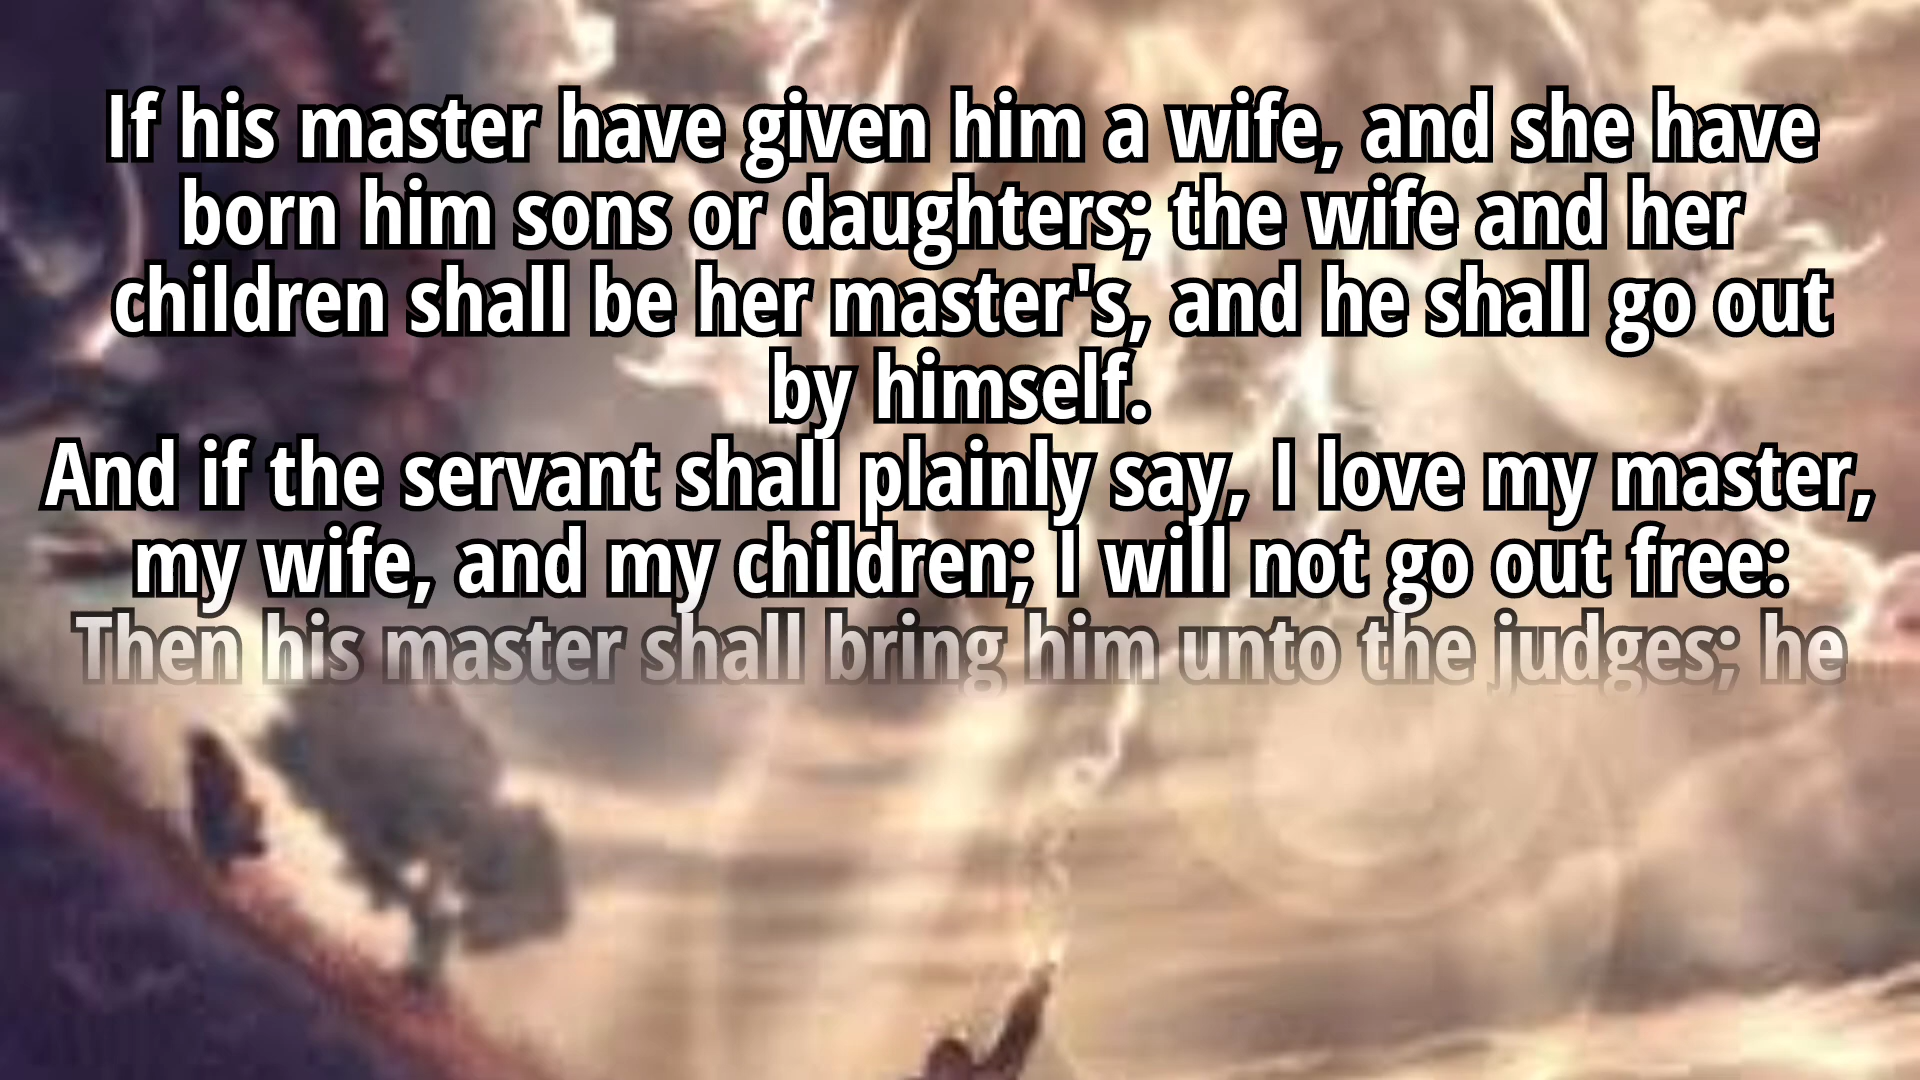 If his master have given him a wife, and she have
born him sons or daughters; the wife and her
children shall be her master's, and he shall go out
by himself.
And if the servant shall plainly say, I love my master,
my wife, and my children; I will not go out free:
Then his master shall bring him unto the judges; he